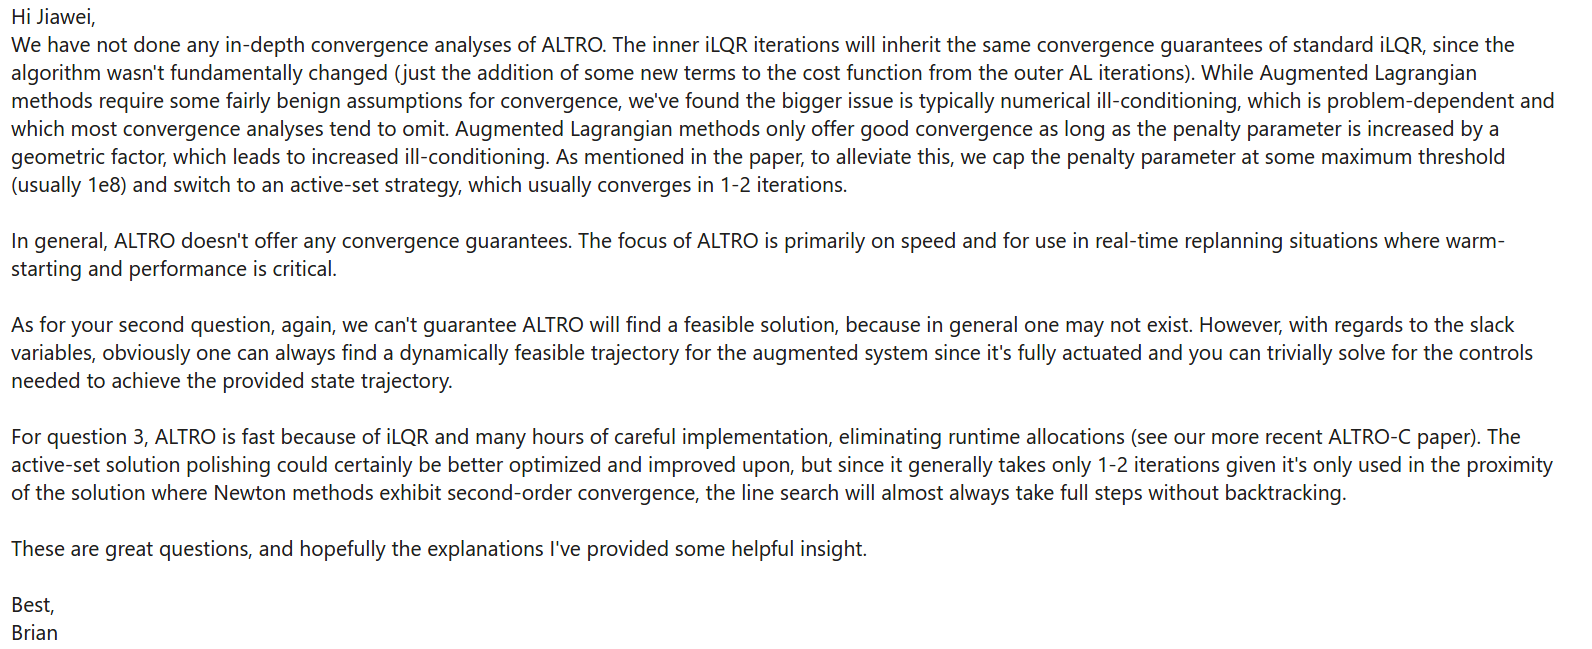 Hi Jiawei,
We have not done any in-depth convergence analyses of ALTRO. The inner iLQR iterations will inherit the same convergence guarantees of standard iLQR, since the
algorithm wasn't fundamentally changed (just the addition of some new terms to the cost function from the outer AL iterations). While Augmented Lagrangian
methods require some fairly benign assumptions for convergence, we've found the bigger issue is typically numerical ill-conditioning, which is problem-dependent and
which most convergence analyses tend to omit. Augmented Lagrangian methods only offer good convergence as long as the penalty parameter is increased by a
geometric factor, which leads to increased ill-conditioning. As mentioned in the paper, to alleviate this, we cap the penalty parameter at some maximum threshold
(usually 1e8) and switch to an active-set strategy, which usually converges in 1-2 iterations.
In general, ALTRO doesn't offer any convergence guarantees. The focus of ALTRO is primarily on speed and for use in real-time replanning situations where warm-
starting and performance is critical.
As for your second question, again, we can't guarantee ALTRO will find a feasible solution, because in general one may not exist. However, with regards to the slack
variables, obviously one can always find a dynamically feasible trajectory for the augmented system since it's fully actuated and you can trivially solve for the controls
needed to achieve the provided state trajectory.
For question 3, ALTRO is fast because of iLQR and many hours of careful implementation, eliminating runtime allocations (see our more recent ALTRO-C paper). The
active-set solution polishing could certainly be better optimized and improved upon, but since it generally takes only 1-2 iterations given it's only used in the proximity
of the solution where Newton methods exhibit second-order convergence, the line search will almost always take full steps without backtracking.
These are great questions, and hopefully the explanations I've provided some helpful insight.
Best,
Brian